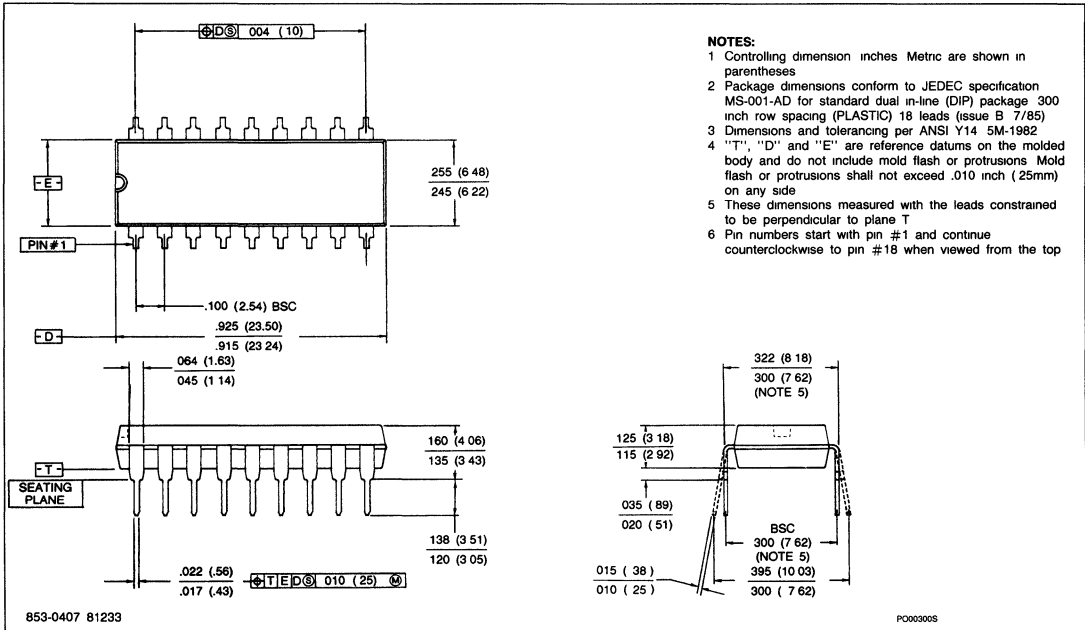 ⌖ D Ⓢ 004 (10)
- E -
PIN #1
255 (6 48)
245 (6 22)
.100 (2.54) BSC
- D -
.925 (23.50)
.915 (23 24)
064 (1.63)
045 (1 14)
160 (4 06)
135 (3 43)
- T -
SEATING
PLANE
138 (3 51)
120 (3 05)
.022 (.56)
.017 (.43)
⌖ T E D Ⓢ 010 (25) Ⓜ
853-0407 81233
NOTES:
1 Controlling dimension inches Metric are shown in
parentheses
2 Package dimensions conform to JEDEC specification
MS-001-AD for standard dual in-line (DIP) package 300
inch row spacing (PLASTIC) 18 leads (issue B 7/85)
3 Dimensions and tolerancing per ANSI Y14 5M-1982
4 "T", "D" and "E" are reference datums on the molded
body and do not include mold flash or protrusions Mold
flash or protrusions shall not exceed .010 inch ( 25mm)
on any side
5 These dimensions measured with the leads constrained
to be perpendicular to plane T
6 Pin numbers start with pin #1 and continue
counterclockwise to pin #18 when viewed from the top
322 (8 18)
300 (7 62)
(NOTE 5)
125 (3 18)
115 (2 92)
035 ( 89)
020 ( 51)
BSC
300 (7 62)
(NOTE 5)
395 (10 03)
300 ( 7 62)
015 ( 38)
010 ( 25)
PO00300S